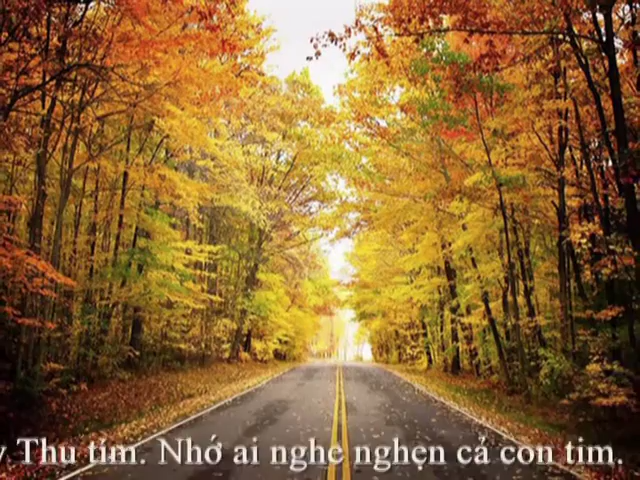 Thu tím. Nhớ ai nghe nghẹn cả con tim.